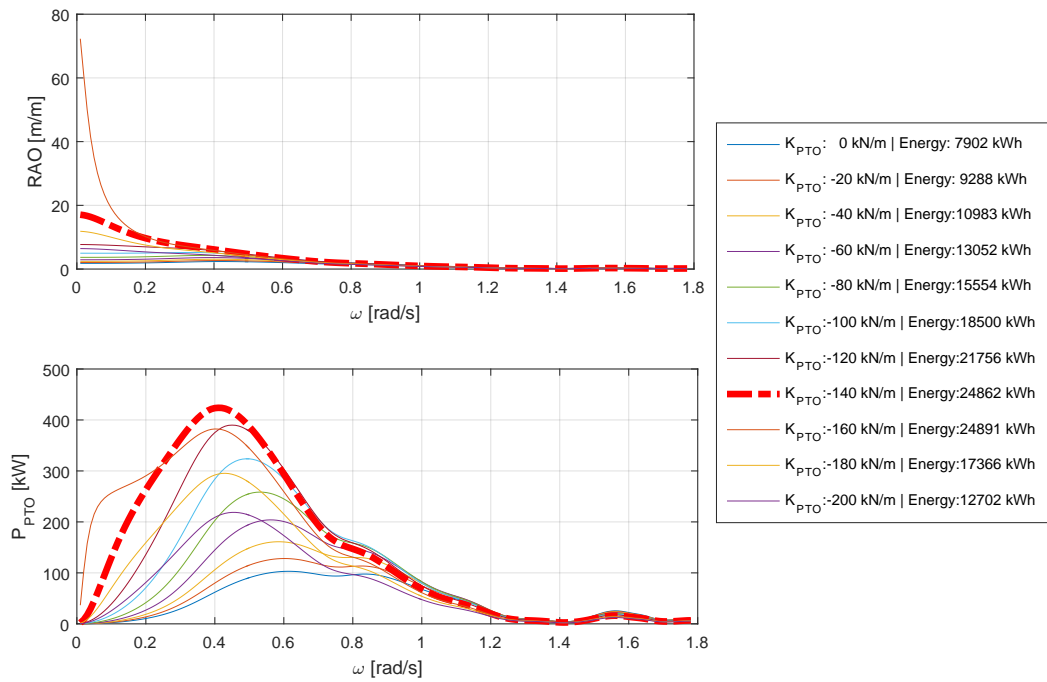 80
60
40
20
0
RAO [m/m]
0 0.2 0.4 0.6 0.8 1 1.2 1.4 1.6 1.8
ω [rad/s]
500
400
300
200
100
0
P_PTO [kW]
0 0.2 0.4 0.6 0.8 1 1.2 1.4 1.6 1.8
ω [rad/s]
K_PTO: 0 kN/m | Energy: 7902 kWh
K_PTO: -20 kN/m | Energy: 9288 kWh
K_PTO: -40 kN/m | Energy:10983 kWh
K_PTO: -60 kN/m | Energy:13052 kWh
K_PTO: -80 kN/m | Energy:15554 kWh
K_PTO:-100 kN/m | Energy:18500 kWh
K_PTO:-120 kN/m | Energy:21756 kWh
K_PTO:-140 kN/m | Energy:24862 kWh
K_PTO:-160 kN/m | Energy:24891 kWh
K_PTO:-180 kN/m | Energy:17366 kWh
K_PTO:-200 kN/m | Energy:12702 kWh